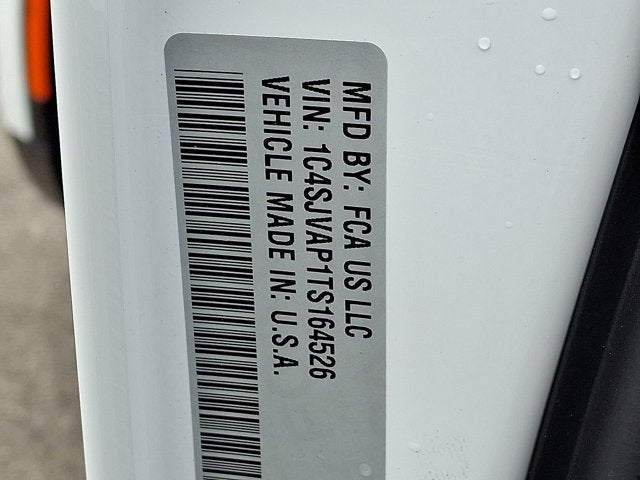 MFD BY: FCA US LLC
VIN: 1C4SJVAP1TS164526
VEHICLE MADE IN: U.S.A.